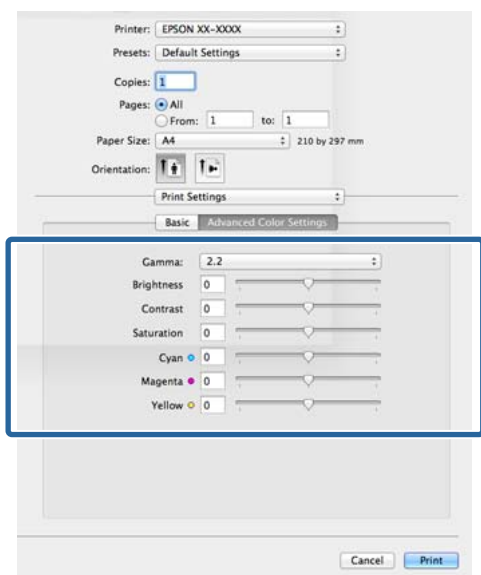 Printer: EPSON XX-XXXX
Presets: Default Settings
Copies: 1
Pages: All
From: 1 to: 1
Paper Size: A4 210 by 297 mm
Orientation:
Print Settings
Basic Advanced Color Settings
Gamma: 2.2
Brightness 0
Contrast 0
Saturation 0
Cyan 0
Magenta 0
Yellow 0
Cancel Print